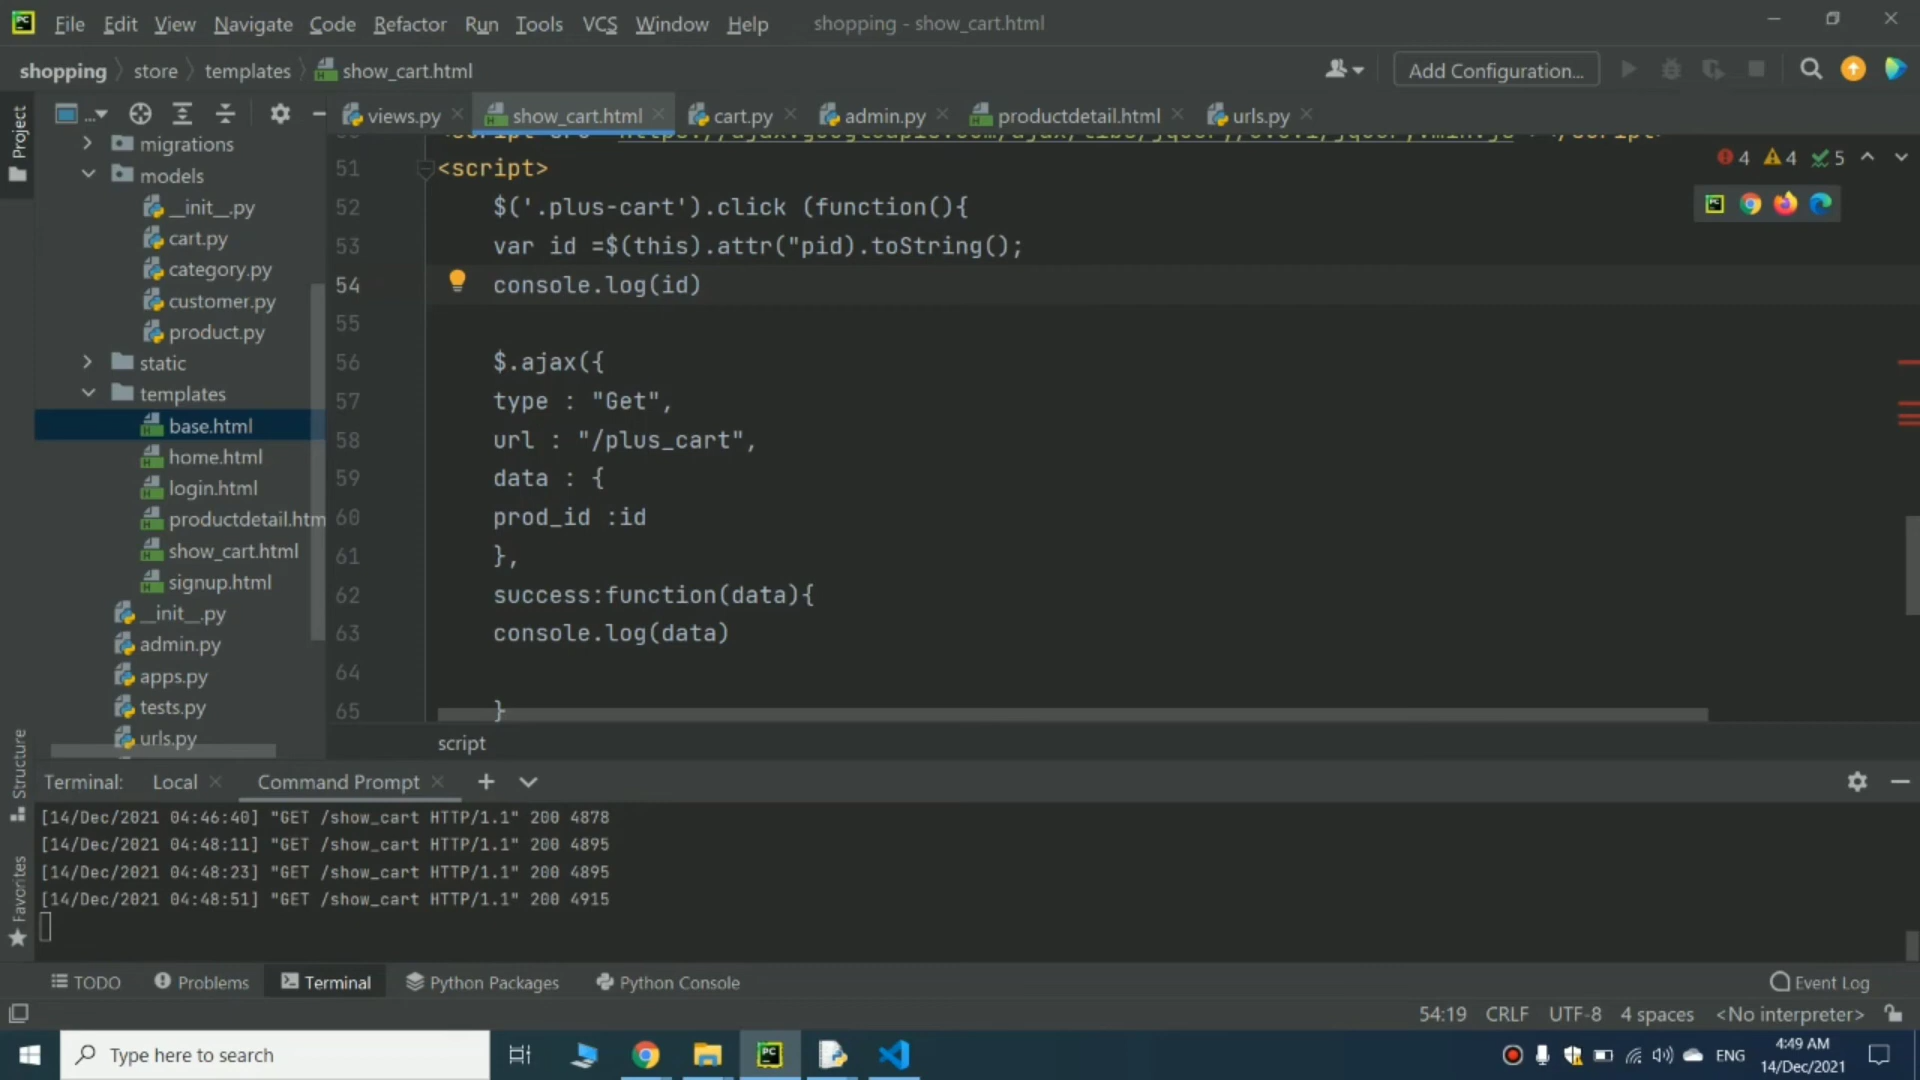 File Edit View Navigate Code Refactor Run Tools VCS Window Help shopping - show_cart.html
shopping store templates show_cart.html Add Configuration...
views.py show_cart.html cart.py admin.py productdetail.html urls.py
Project
migrations
models
__init__.py
cart.py
category.py
customer.py
product.py
static
templates
base.html
home.html
login.html
productdetail.htm
show_cart.html
signup.html
__init__.py
admin.py
apps.py
tests.py
urls.py
4 4 5
51 <script>
52 $('.plus-cart').click (function(){
53 var id =$(this).attr("pid).toString();
54 console.log(id)
55
56 $.ajax({
57 type : "Get",
58 url : "/plus_cart",
59 data : {
60 prod_id :id
61 },
62 success:function(data){
63 console.log(data)
64
65 }
script
Structure
Favorites
Terminal: Local Command Prompt
[14/Dec/2021 04:46:40] "GET /show_cart HTTP/1.1" 200 4878
[14/Dec/2021 04:48:11] "GET /show_cart HTTP/1.1" 200 4895
[14/Dec/2021 04:48:23] "GET /show_cart HTTP/1.1" 200 4895
[14/Dec/2021 04:48:51] "GET /show_cart HTTP/1.1" 200 4915
TODO Problems Terminal Python Packages Python Console Event Log
54:19 CRLF UTF-8 4 spaces <No interpreter>
Type here to search
ENG
4:49 AM
14/Dec/2021